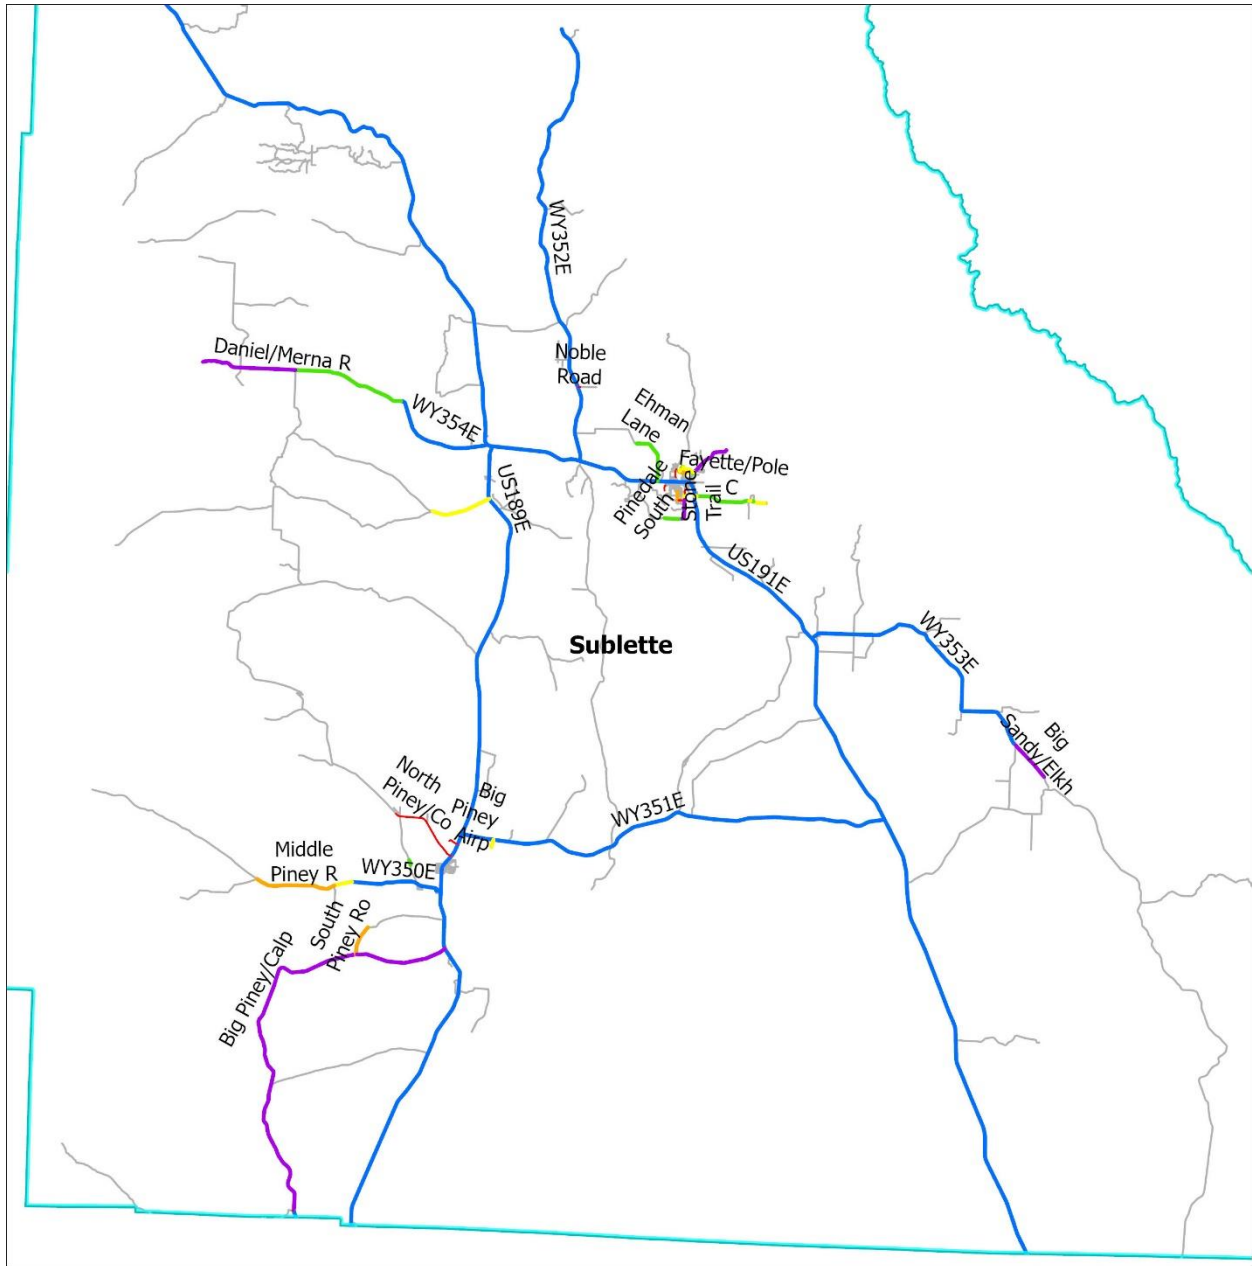 WY352E
Noble
Road
Daniel/Merna R
WY354E
Ehman
Lane
Fayette/Pole
C
Pinedale
South
Stone
Trail
US189E
US191E
Sublette
WY353E
Big
Sandy/Elkh
North
Piney/Co
Big
Piney
Airp
WY351E
Middle
Piney R
WY350E
South
Piney Ro
Big Piney/Calp